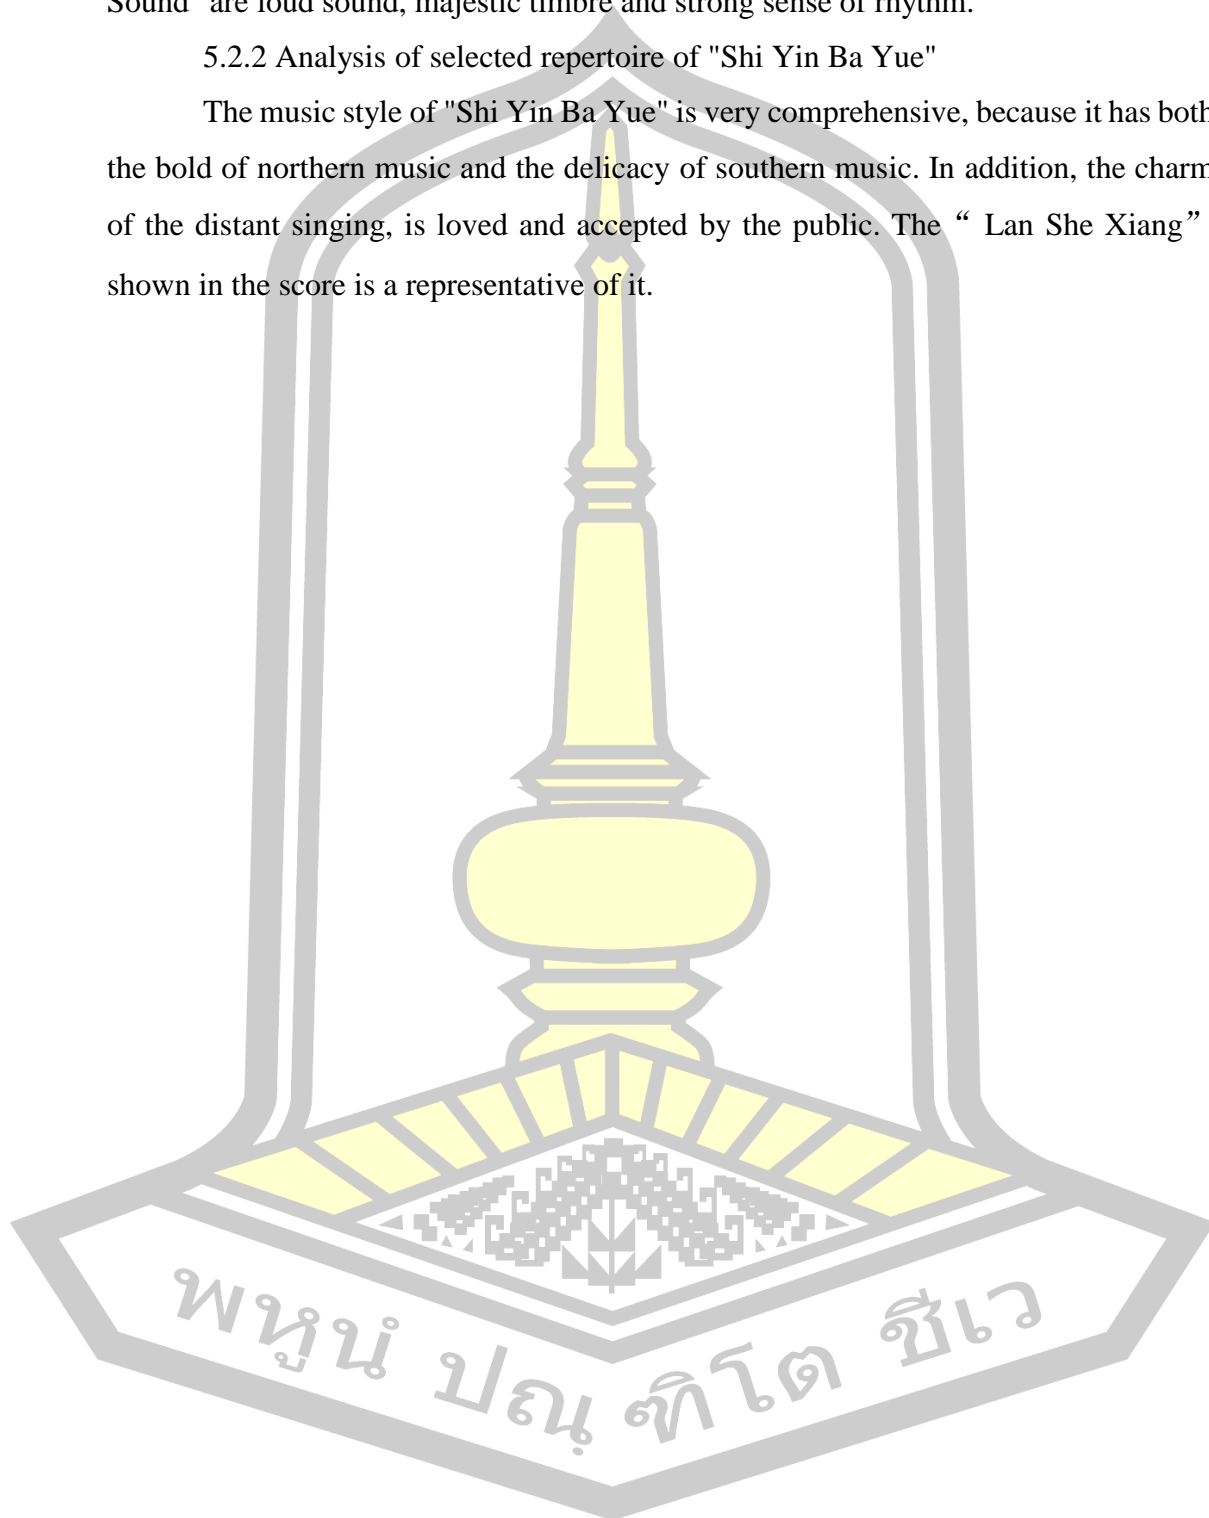 Sound" are loud sound, majestic timbre and strong sense of rhythm.
5.2.2 Analysis of selected repertoire of "Shi Yin Ba Yue"
The music style of "Shi Yin Ba Yue" is very comprehensive, because it has both
the bold of northern music and the delicacy of southern music. In addition, the charm
of the distant singing, is loved and accepted by the public. The “ Lan She Xiang”
shown in the score is a representative of it.
พหูนํ ปณฺฑิโต ชีเว